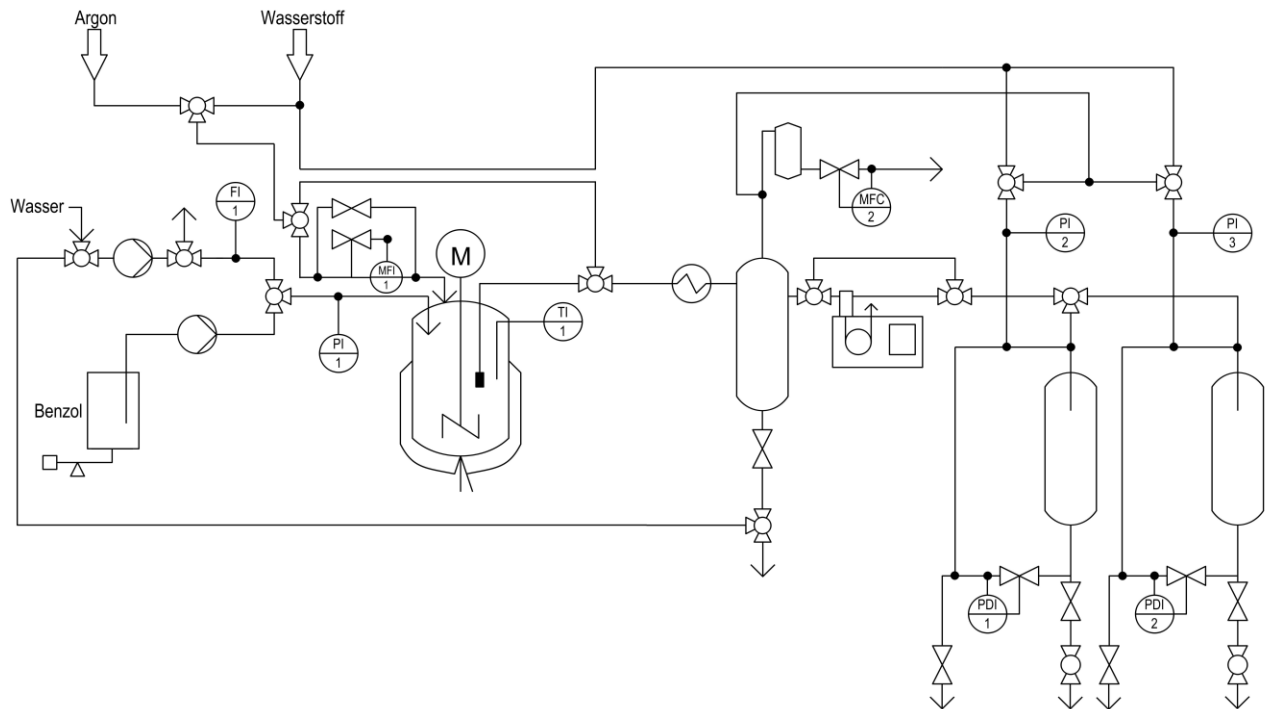 Argon
Wasserstoff
Wasser
FI
1
MFC
2
PI
2
PI
3
M
MFI
1
TI
1
PI
1
Benzol
PDI
1
PDI
2